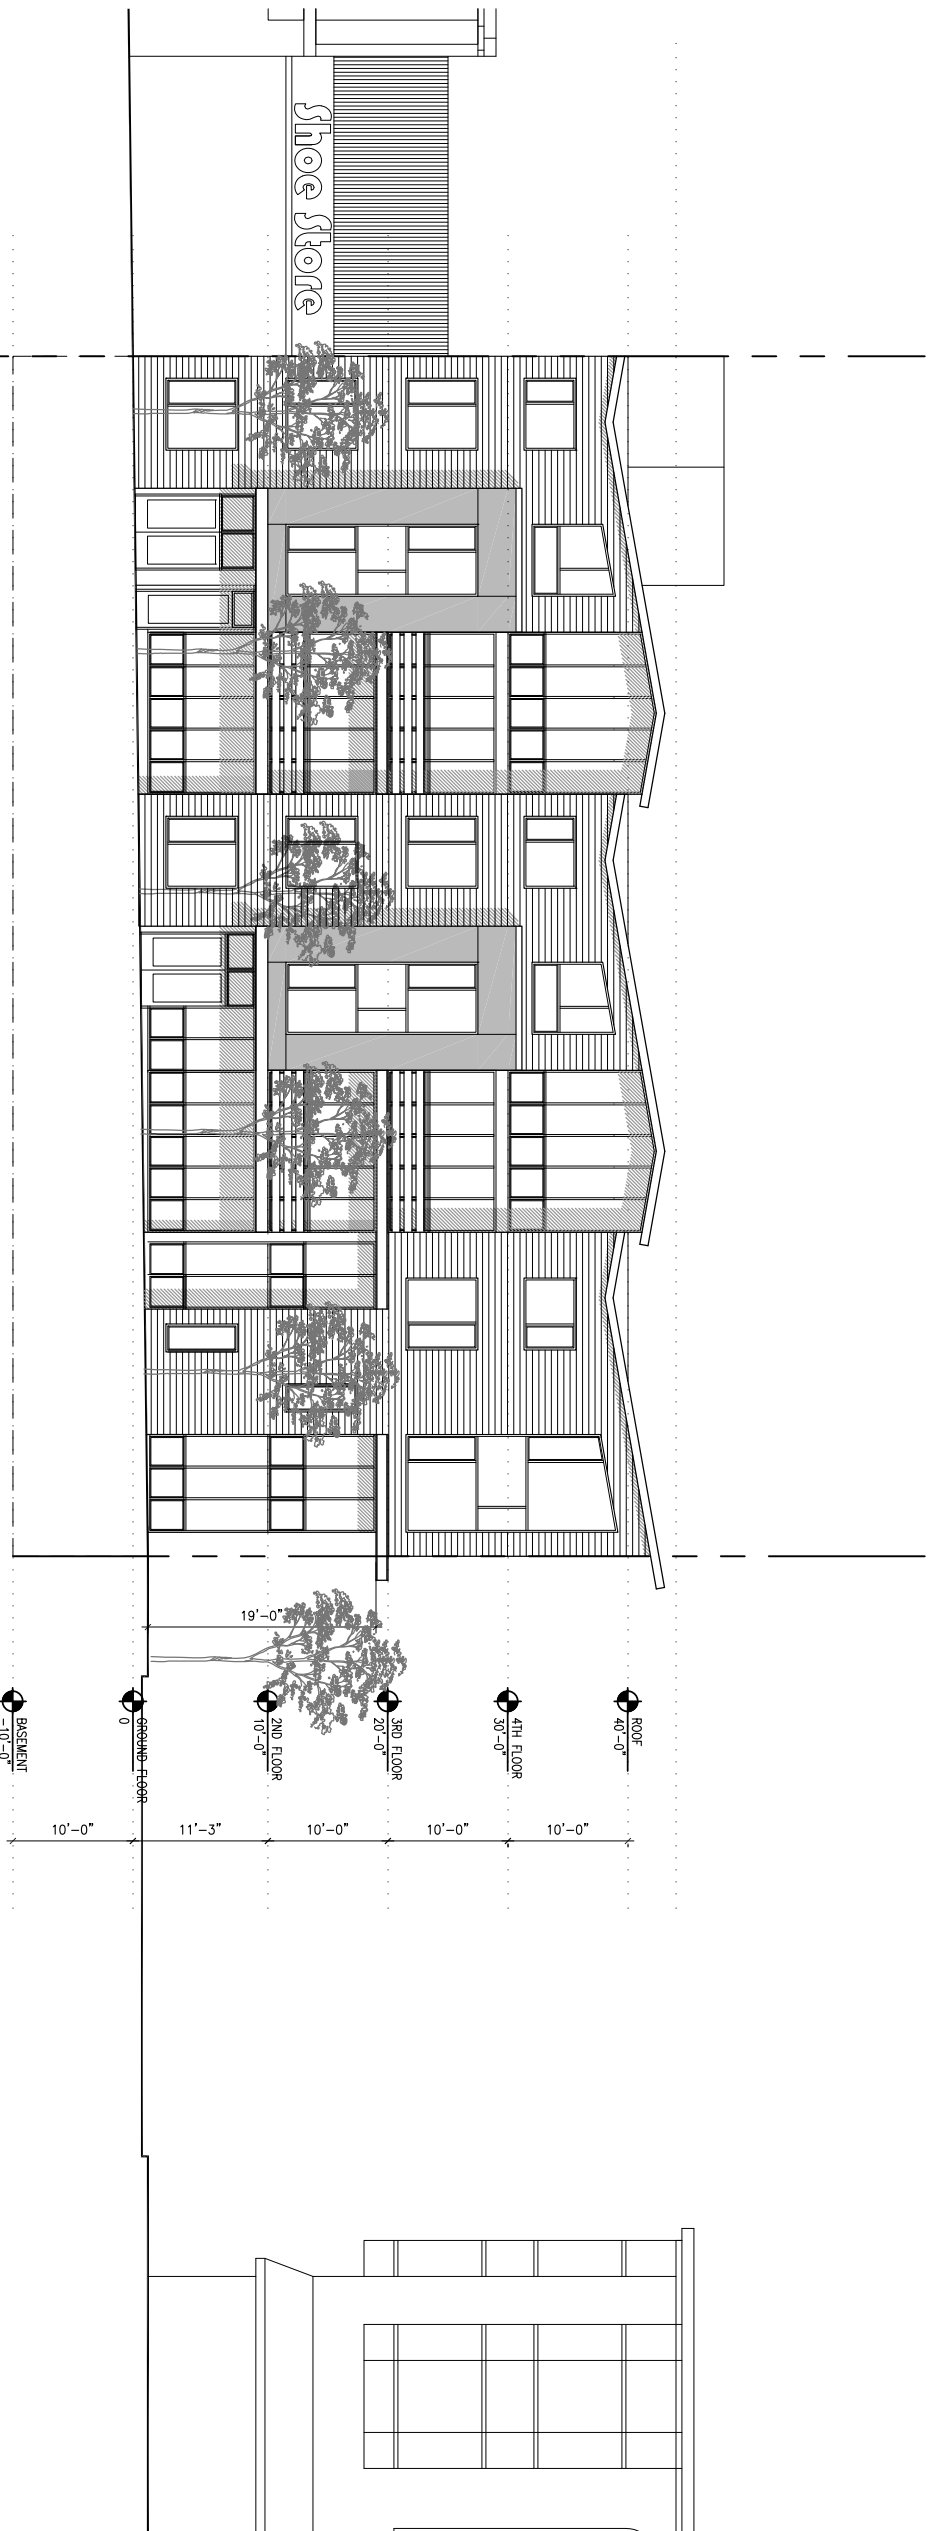 Shoe Store
19'-0"
ROOF
40'-0"
4TH FLOOR
30'-0"
3RD FLOOR
20'-0"
2ND FLOOR
10'-0"
GROUND FLOOR
0
BASEMENT
-10'-0"
10'-0"
11'-3"
10'-0"
10'-0"
10'-0"